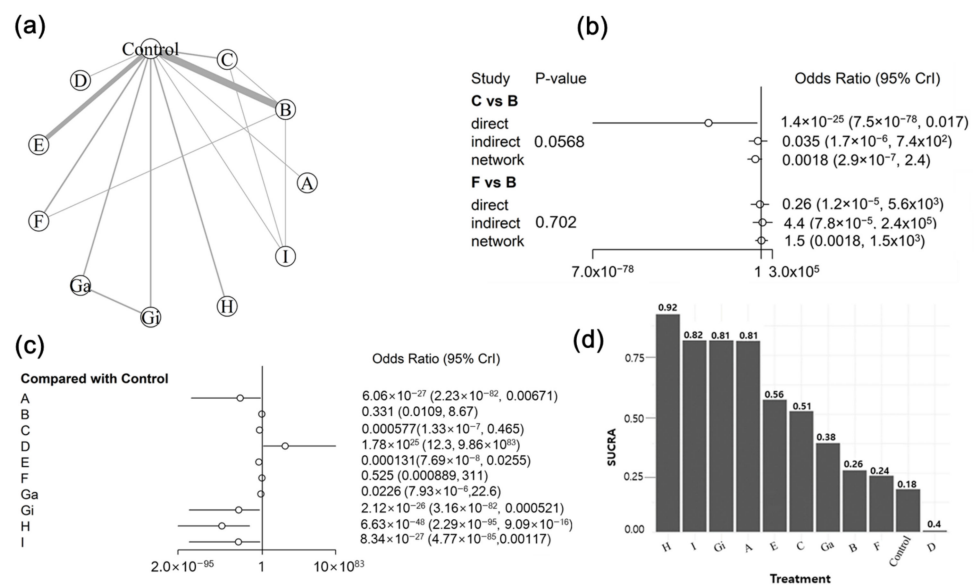 (a)
Control
C
D
B
E
A
F
I
Ga
H
Gi
(b)
Study P-value Odds Ratio (95% CrI)
C vs B
direct 1.4×10⁻²⁵ (7.5×10⁻⁷⁸, 0.017)
indirect 0.0568 0.035 (1.7×10⁻⁶, 7.4x10²)
network 0.0018 (2.9×10⁻⁷, 2.4)
F vs B
direct 0.26 (1.2×10⁻⁵, 5.6x10³)
indirect 0.702 4.4 (7.8×10⁻⁵, 2.4x10⁵)
network 1.5 (0.0018, 1.5x10³)
7.0x10⁻⁷⁸ 1 3.0x10⁵
(c)
Odds Ratio (95% CrI)
Compared with Control
A 6.06×10⁻²⁷ (2.23×10⁻⁸², 0.00671)
B 0.331 (0.0109, 8.67)
C 0.000577(1.33×10⁻⁷, 0.465)
D 1.78×10²⁵ (12.3, 9.86×10⁸³)
E 0.000131(7.69×10⁻⁸, 0.0255)
F 0.525 (0.000889, 311)
Ga 0.0226 (7.93×10⁻⁶,22.6)
Gi 2.12×10⁻²⁶ (3.16×10⁻⁸², 0.000521)
H 6.63×10⁻⁴⁸ (2.29×10⁻⁹⁵, 9.09×10⁻¹⁶)
I 8.34×10⁻²⁷ (4.77×10⁻⁸⁵,0.00117)
2.0×10⁻⁹⁵ 1 10×10⁸³
(d)
0.92
0.82 0.81 0.81
0.75
0.56
0.51
0.50
0.38
0.26
0.24
0.25
0.18
0.4
0.00
SUCRA
H I Gi A E C Ga B F Control D
Treatment